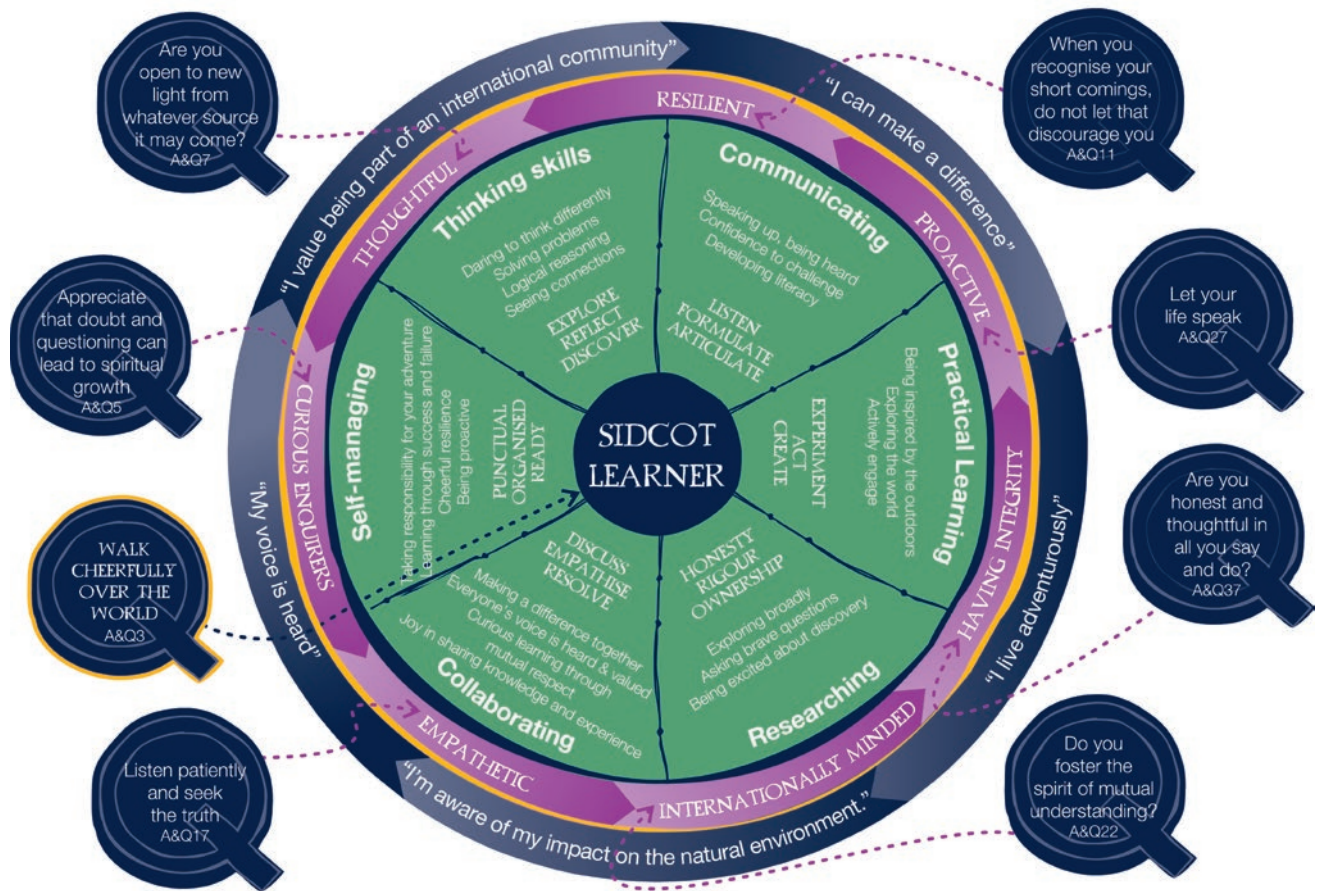 Are you
open to new
light from
whatever source
it may come?
A&Q7
When you
recognise your
short comings,
do not let that
discourage you
A&Q11
Appreciate
that doubt and
questioning can
lead to spiritual
growth
A&Q5
Let your
life speak
A&Q27
WALK
CHEERFULLY
OVER THE
WORLD
A&Q3
Are you
honest and
thoughtful in
all you say
and do?
A&Q37
Listen patiently
and seek
the truth
A&Q17
Do you
foster the
spirit of mutual
understanding?
A&Q22
"I value being part of an international community"
"I can make a difference"
"I live adventurously"
"I'm aware of my impact on the natural environment."
"My voice is heard"
RESILIENT
PROACTIVE
HAVING INTEGRITY
INTERNATIONALLY MINDED
EMPATHETIC
CURIOUS ENQUIRERS
THOUGHTFUL
Thinking skills
Daring to think differently
Solving problems
Logical reasoning
Seeing connections
EXPLORE
REFLECT
DISCOVER
Communicating
Speaking up, being heard
Confidence to challenge
Developing literacy
LISTEN
FORMULATE
ARTICULATE
Practical Learning
Being inspired by the outdoors
Exploring the world
Actively engage
EXPERIMENT
ACT
CREATE
HONESTY
RIGOUR
OWNERSHIP
Exploring broadly
Asking brave questions
Being excited about discovery
Researching
DISCUSS
EMPATHISE
RESOLVE
Making a difference together
Everyone's voice is heard & valued
Curious learning through
mutual respect
Joy in sharing knowledge and experience
Collaborating
Self-managing
Taking responsibility for your adventure
Learning through success and failure
Cheerful resilience
Being proactive
PUNCTUAL
ORGANISED
READY
SIDCOT
LEARNER